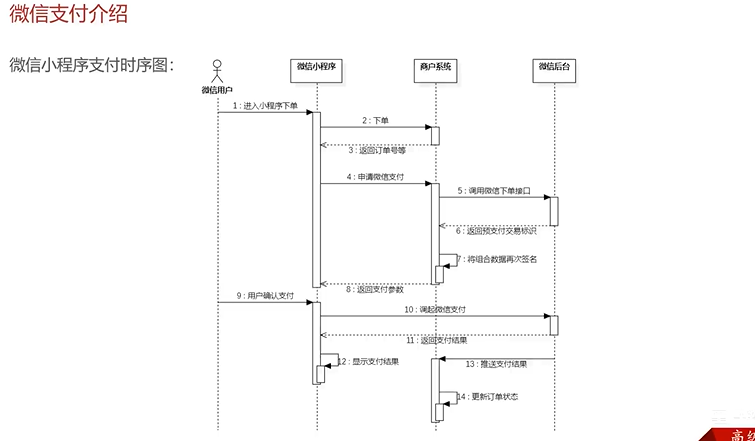 微信支付介绍
微信小程序支付时序图：
微信用户
微信小程序
商户系统
微信后台
1 : 进入小程序下单
2 : 下单
3 : 返回订单号等
4 : 申请微信支付
5 : 调用微信下单接口
6 : 返回预支付交易标识
7 : 将组合数据再次签名
8 : 返回支付参数
9 : 用户确认支付
10 : 调起微信支付
11 : 返回支付结果
12 : 显示支付结果
13 : 推送支付结果
14 : 更新订单状态